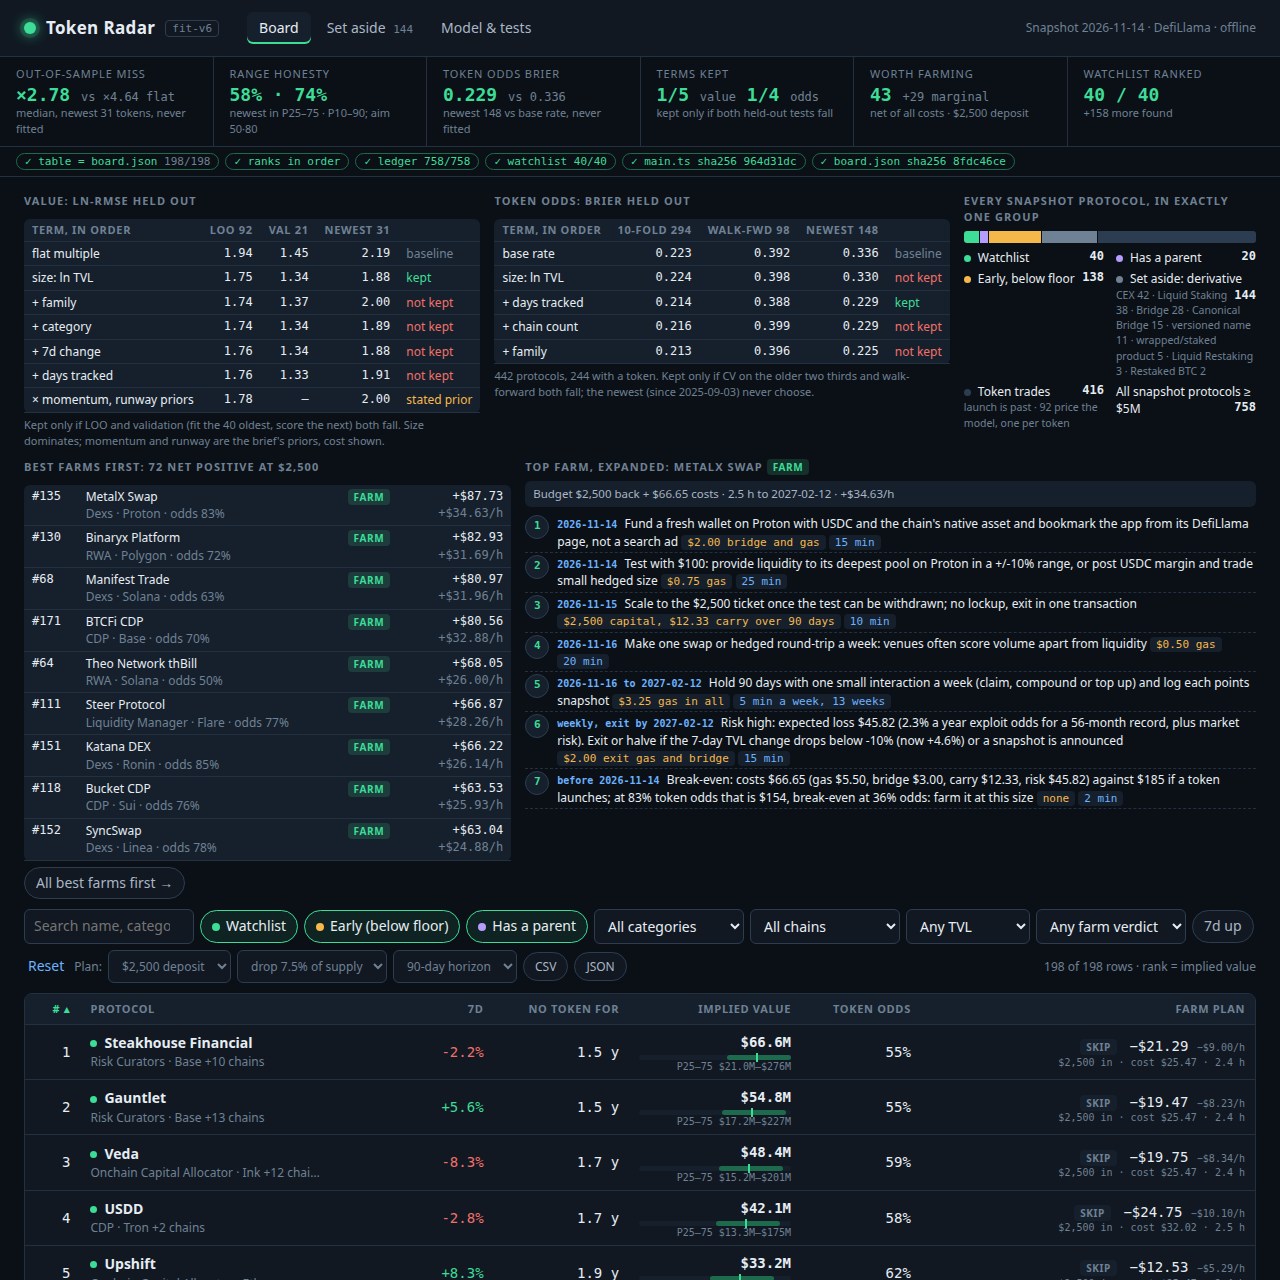 Token Radar fit-v6 Board Set aside 144 Model & tests Snapshot 2026-11-14 · DefiLlama · offline
OUT-OF-SAMPLE MISS
×2.78 vs ×4.64 flat
median, newest 31 tokens, never
fitted
RANGE HONESTY
58% · 74%
newest in P25–75 · P10–90; aim
50·80
TOKEN ODDS BRIER
0.229 vs 0.336
newest 148 vs base rate, never
fitted
TERMS KEPT
1/5 value 1/4 odds
kept only if both held-out tests fall
WORTH FARMING
43 +29 marginal
net of all costs · $2,500 deposit
WATCHLIST RANKED
40 / 40
+158 more found
✓ table = board.json 198/198 ✓ ranks in order ✓ ledger 758/758 ✓ watchlist 40/40 ✓ main.ts sha256 964d31dc ✓ board.json sha256 8fdc46ce
VALUE: LN-RMSE HELD OUT
TERM, IN ORDER LOO 92 VAL 21 NEWEST 31
flat multiple 1.94 1.45 2.19 baseline
size: ln TVL 1.75 1.34 1.88 kept
+ family 1.74 1.37 2.00 not kept
+ category 1.74 1.34 1.89 not kept
+ 7d change 1.76 1.34 1.88 not kept
+ days tracked 1.76 1.33 1.91 not kept
× momentum, runway priors 1.78 — 2.00 stated prior
Kept only if LOO and validation (fit the 40 oldest, score the next) both fall. Size
dominates; momentum and runway are the brief's priors, cost shown.
TOKEN ODDS: BRIER HELD OUT
TERM, IN ORDER 10-FOLD 294 WALK-FWD 98 NEWEST 148
base rate 0.223 0.392 0.336 baseline
size: ln TVL 0.224 0.398 0.330 not kept
+ days tracked 0.214 0.388 0.229 kept
+ chain count 0.216 0.399 0.229 not kept
+ family 0.213 0.396 0.225 not kept
442 protocols, 244 with a token. Kept only if CV on the older two thirds and walk-
forward both fall; the newest (since 2025-09-03) never choose.
EVERY SNAPSHOT PROTOCOL, IN EXACTLY
ONE GROUP
Watchlist 40
Has a parent 20
Early, below floor 138
Set aside: derivative
CEX 42 · Liquid Staking 144
38 · Bridge 28 · Canonical
Bridge 15 · versioned name
11 · wrapped/staked
product 5 · Liquid Restaking
3 · Restaked BTC 2
Token trades 416
launch is past · 92 price the
model, one per token
All snapshot protocols ≥
$5M 758
BEST FARMS FIRST: 72 NET POSITIVE AT $2,500
#135 MetalX Swap FARM +$87.73
Dexs · Proton · odds 83% +$34.63/h
#130 Binaryx Platform FARM +$82.93
RWA · Polygon · odds 72% +$31.69/h
#68 Manifest Trade FARM +$80.97
Dexs · Solana · odds 63% +$31.96/h
#171 BTCFi CDP FARM +$80.56
CDP · Base · odds 70% +$32.88/h
#64 Theo Network thBill FARM +$68.05
RWA · Solana · odds 50% +$26.00/h
#111 Steer Protocol FARM +$66.87
Liquidity Manager · Flare · odds 77% +$28.26/h
#151 Katana DEX FARM +$66.22
Dexs · Ronin · odds 85% +$26.14/h
#118 Bucket CDP FARM +$63.53
CDP · Sui · odds 76% +$25.93/h
#152 SyncSwap FARM +$63.04
Dexs · Linea · odds 78% +$24.88/h
All best farms first →
TOP FARM, EXPANDED: METALX SWAP FARM
Budget $2,500 back + $66.65 costs · 2.5 h to 2027-02-12 · +$34.63/h
1 2026-11-14 Fund a fresh wallet on Proton with USDC and the chain's native asset and bookmark the app from its DefiLlama
page, not a search ad $2.00 bridge and gas 15 min
2 2026-11-14 Test with $100: provide liquidity to its deepest pool on Proton in a +/-10% range, or post USDC margin and trade
small hedged size $0.75 gas 25 min
3 2026-11-15 Scale to the $2,500 ticket once the test can be withdrawn; no lockup, exit in one transaction
$2,500 capital, $12.33 carry over 90 days 10 min
4 2026-11-16 Make one swap or hedged round-trip a week: venues often score volume apart from liquidity $0.50 gas
20 min
5 2026-11-16 to 2027-02-12 Hold 90 days with one small interaction a week (claim, compound or top up) and log each points
snapshot $3.25 gas in all 5 min a week, 13 weeks
6 weekly, exit by 2027-02-12 Risk high: expected loss $45.82 (2.3% a year exploit odds for a 56-month record, plus market
risk). Exit or halve if the 7-day TVL change drops below -10% (now +4.6%) or a snapshot is announced
$2.00 exit gas and bridge 15 min
7 before 2026-11-14 Break-even: costs $66.65 (gas $5.50, bridge $3.00, carry $12.33, risk $45.82) against $185 if a token
launches; at 83% token odds that is $154, break-even at 36% odds: farm it at this size none 2 min
Search name, catego Watchlist Early (below floor) Has a parent All categories All chains Any TVL Any farm verdict 7d up
Reset Plan: $2,500 deposit drop 7.5% of supply 90-day horizon CSV JSON 198 of 198 rows · rank = implied value
# ▲ PROTOCOL 7D NO TOKEN FOR IMPLIED VALUE TOKEN ODDS FARM PLAN
1 Steakhouse Financial -2.2% 1.5 y $66.6M 55% SKIP −$21.29 −$9.00/h
Risk Curators · Base +10 chains P25–75 $21.0M–$276M $2,500 in · cost $25.47 · 2.4 h
2 Gauntlet +5.6% 1.5 y $54.8M 55% SKIP −$19.47 −$8.23/h
Risk Curators · Base +13 chains P25–75 $17.2M–$227M $2,500 in · cost $25.47 · 2.4 h
3 Veda -8.3% 1.7 y $48.4M 59% SKIP −$19.75 −$8.34/h
Onchain Capital Allocator · Ink +12 chai... P25–75 $15.2M–$201M $2,500 in · cost $25.47 · 2.4 h
4 USDD -2.8% 1.7 y $42.1M 58% SKIP −$24.75 −$10.10/h
CDP · Tron +2 chains P25–75 $13.3M–$175M $2,500 in · cost $32.02 · 2.5 h
5 Upshift +8.3% 1.9 y $33.2M 62% SKIP −$12.53 −$5.29/h